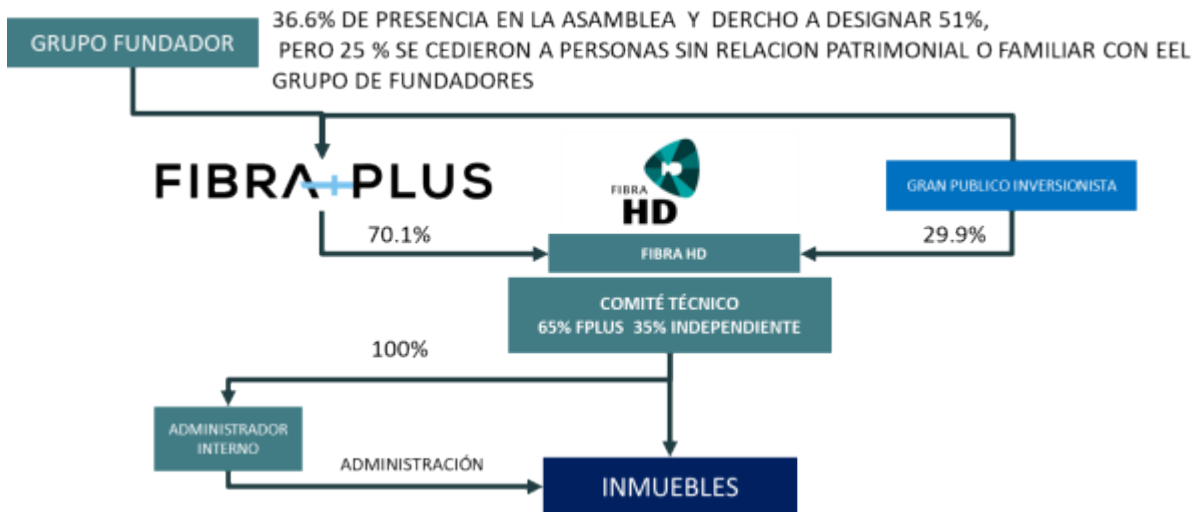 GRUPO FUNDADOR
36.6% DE PRESENCIA EN LA ASAMBLEA Y DERCHO A DESIGNAR 51%,
PERO 25 % SE CEDIERON A PERSONAS SIN RELACION PATRIMONIAL O FAMILIAR CON EEL
GRUPO DE FUNDADORES
FIBRA+PLUS
FIBRA
HD
GRAN PUBLICO INVERSIONISTA
70.1%
29.9%
FIBRA HD
COMITÉ TÉCNICO
65% FPLUS 35% INDEPENDIENTE
100%
ADMINISTRADOR
INTERNO
ADMINISTRACIÓN
INMUEBLES